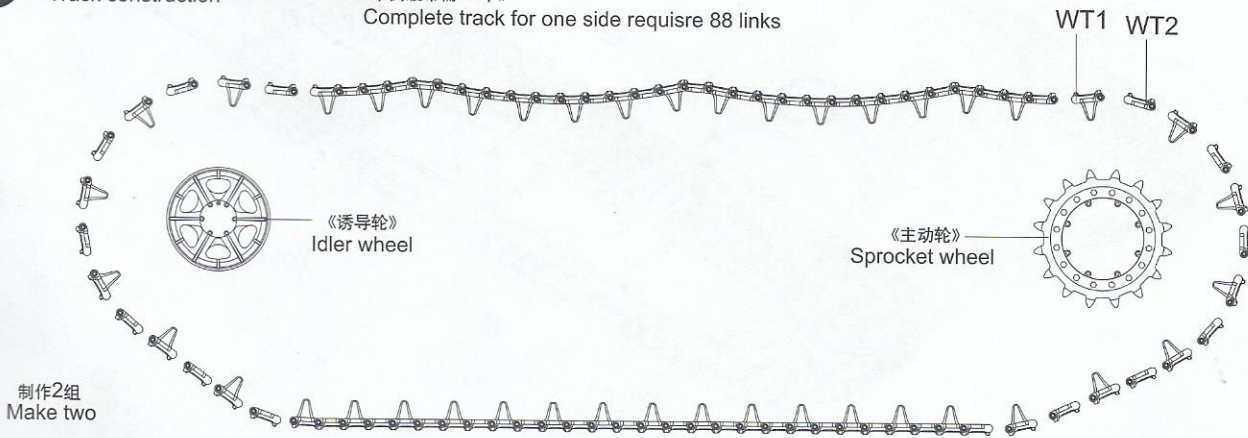 Complete track for one side requisre 88 links
WT1
WT2
《诱导轮》
Idler wheel
《主动轮》
Sprocket wheel
制作2组
Make two